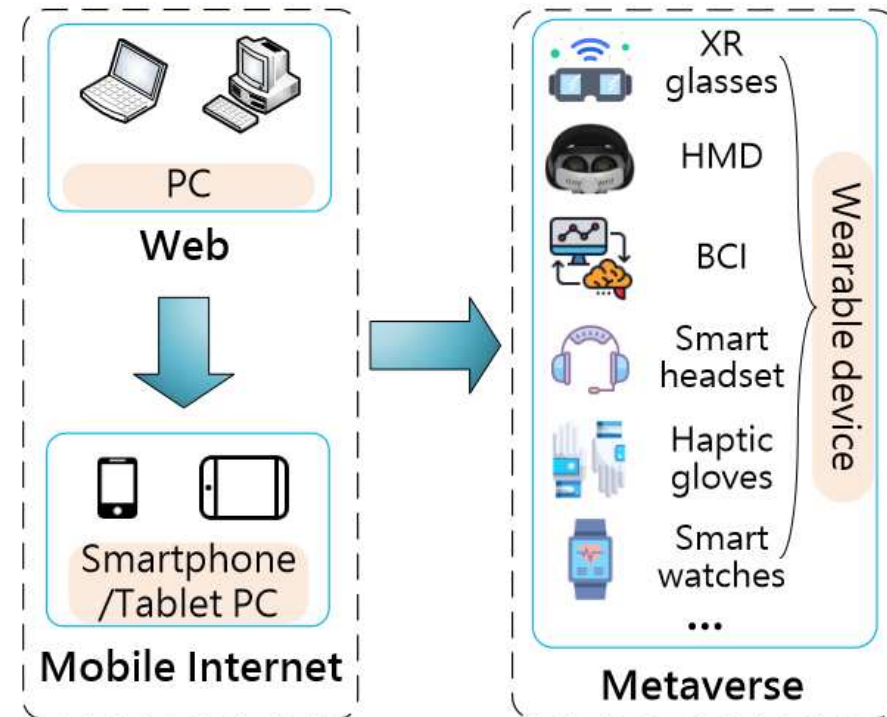 PC
Web
Smartphone
/Tablet PC
Mobile Internet
XR
glasses
HMD
BCI
Smart
headset
Haptic
gloves
Smart
watches
...
Wearable device
Metaverse